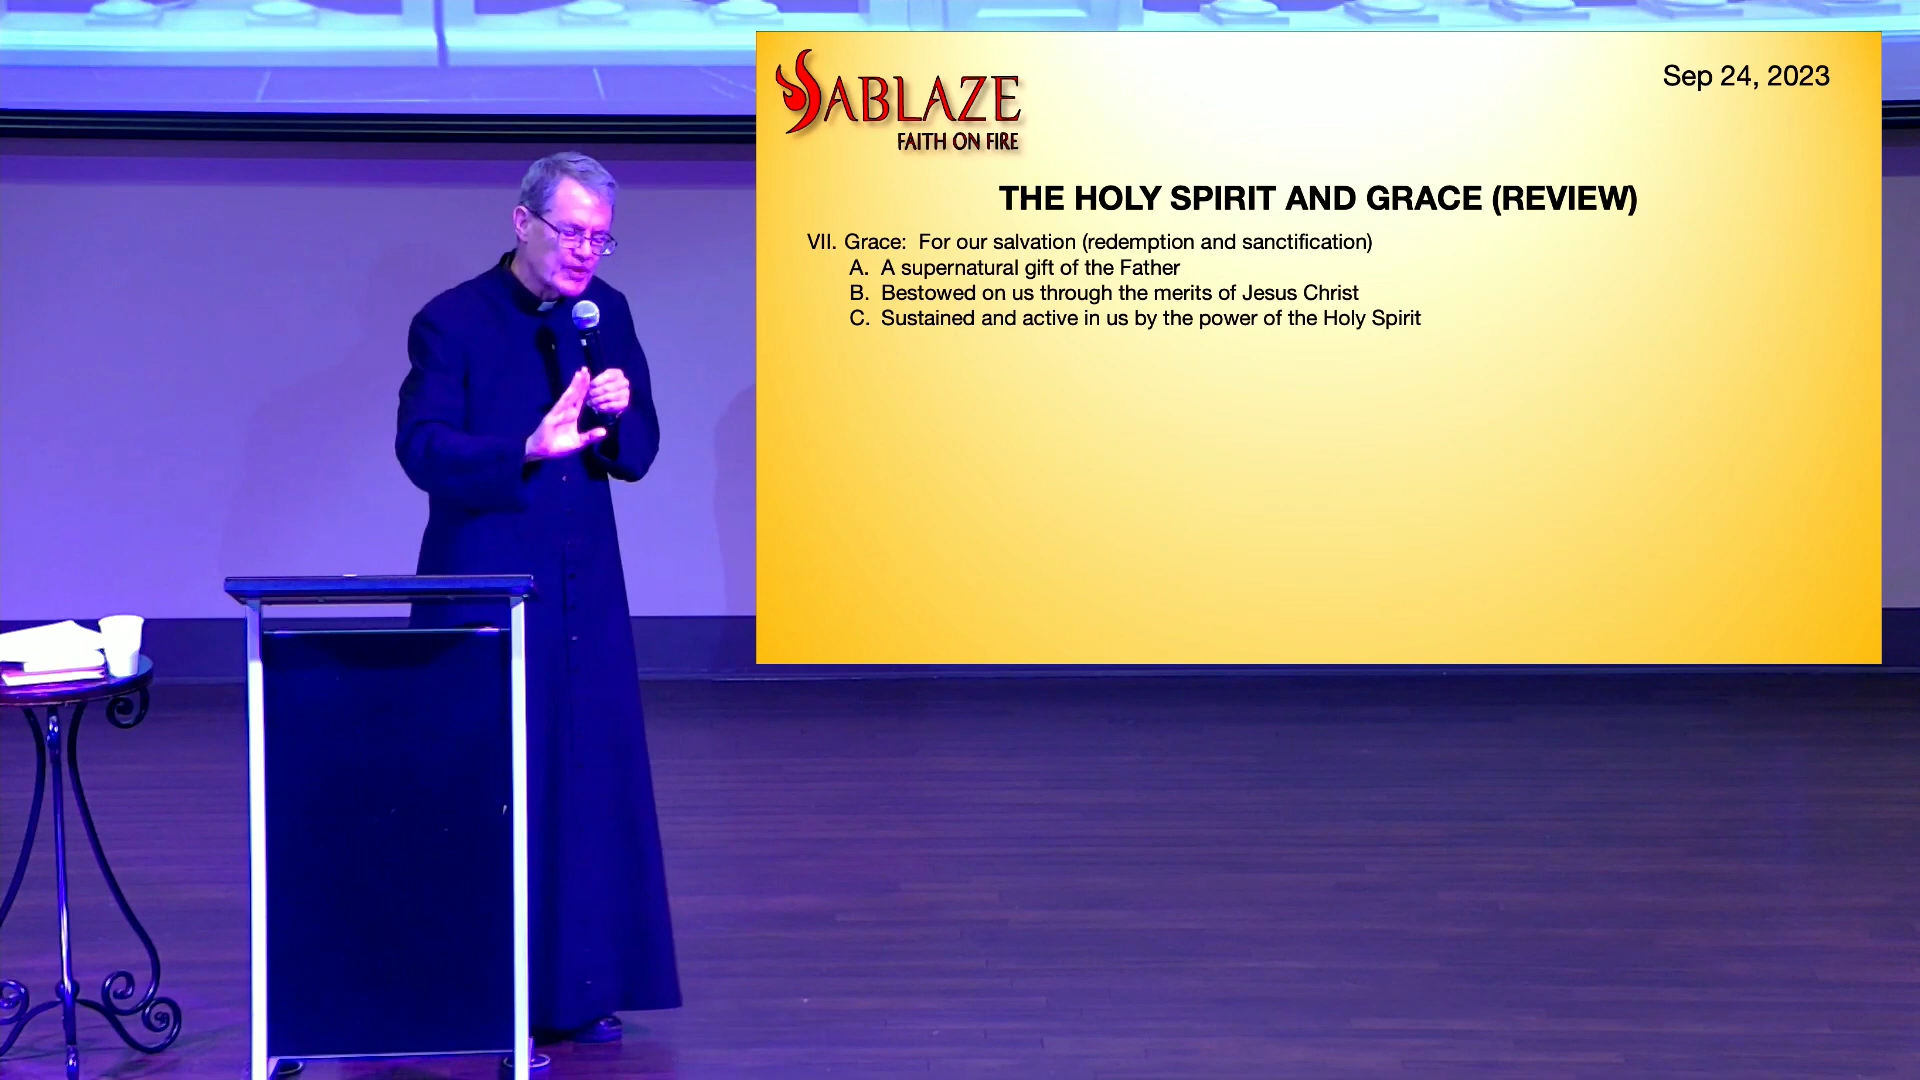 ABLAZE
FAITH ON FIRE
Sep 24, 2023
THE HOLY SPIRIT AND GRACE (REVIEW)
VII. Grace: For our salvation (redemption and sanctification)
A. A supernatural gift of the Father
B. Bestowed on us through the merits of Jesus Christ
C. Sustained and active in us by the power of the Holy Spirit